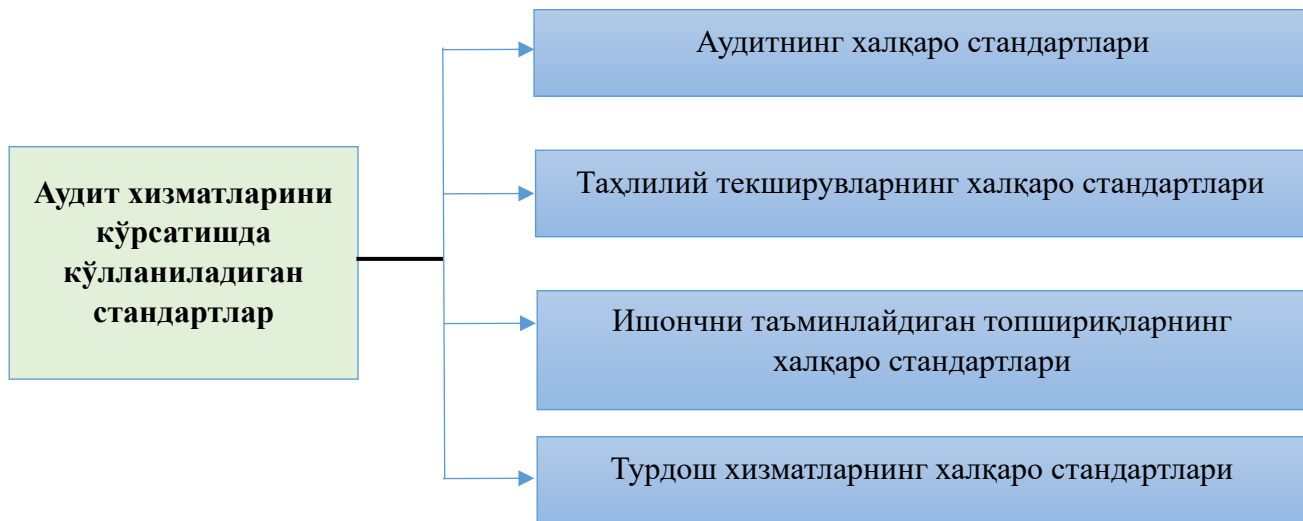 Аудит хизматларини
кўрсатишда
кўлланиладиган
стандартлар
Аудитнинг халқаро стандартлари
Таҳлилий текширувларнинг халқаро стандартлари
Ишончни таъминлайдиган топшириқларнинг
халқаро стандартлари
Турдош хизматларнинг халқаро стандартлари